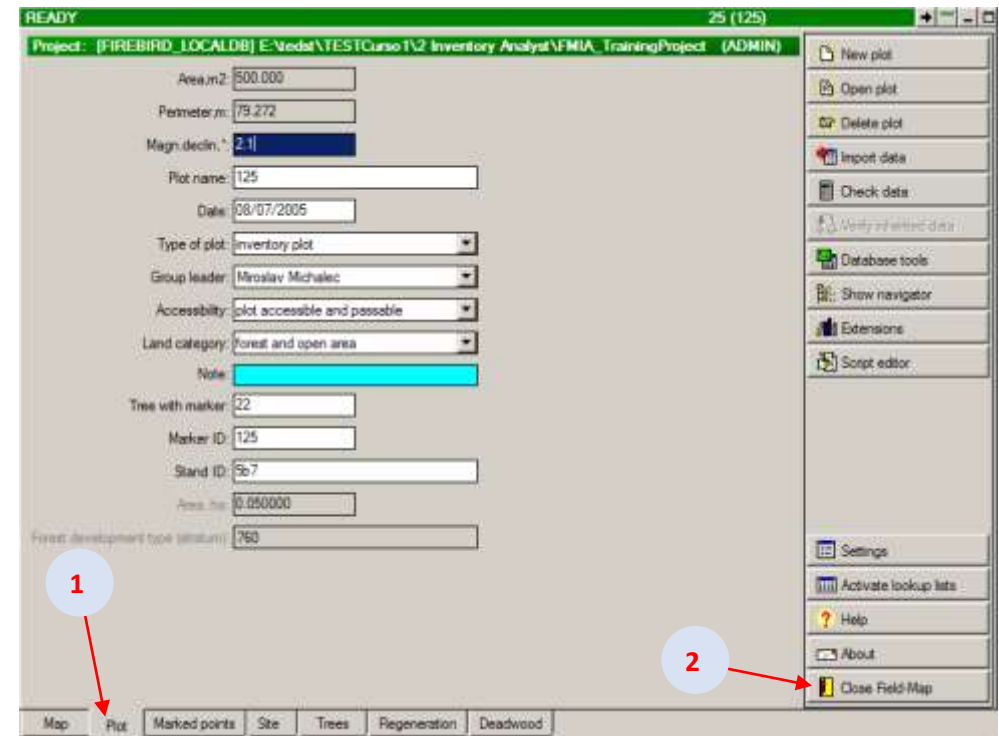 READY 25 (125)
Project: [FIREBIRD_LOCALDB] E:\ledst\TESTCurso1\2 Inventory Analyst\FMIA_TrainingProject (ADMIN)
Area,m2: 500.000
Perimeter,m: 79.272
Magn.declin.°: 2.1
Plot name: 125
Date: 08/07/2005
Type of plot: inventory plot
Group leader: Miroslav Michalec
Accessibilty: plot accessible and passable
Land category: forest and open area
Note:
Tree with marker: 22
Marker ID: 125
Stand ID: 5b7
Area, ha: 0.050000
Forest development type (stratum): 760
1
New plot
Open plot
Delete plot
Import data
Check data
Verify inherited data
Database tools
Show navigator
Extensions
Script editor
Settings
Activate lookup lists
Help
About
2
Close Field-Map
Map Plot Marked points Site Trees Regeneration Deadwood